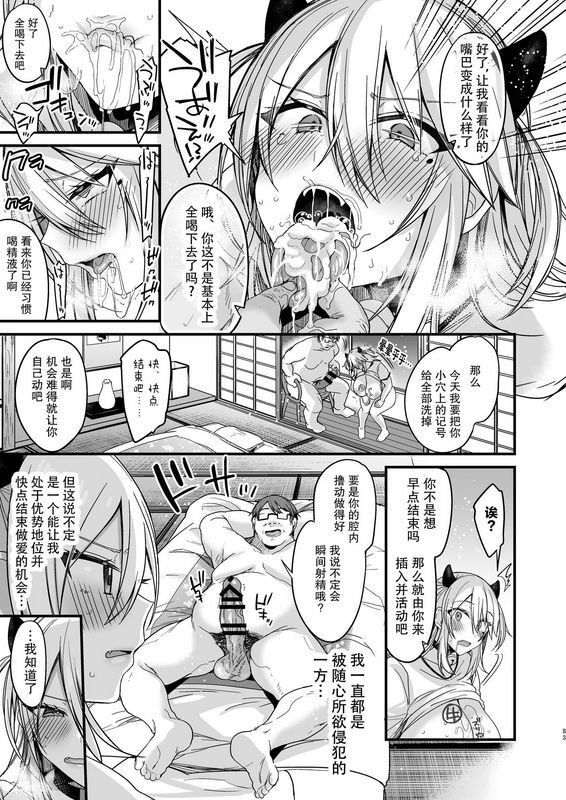 好了,让我看看你的
嘴巴变成什么样了
哦,你这不是基本上
全喝下去了吗?
好了
全喝下去吧
看来你已经习惯
喝精液了啊
晕晕乎乎…
那么
今天我要把你
小穴上的记号
给全部洗掉
快、快点
结束吧……
也是啊
机会难得就让你
自己动吧
诶?
你不是想
早点结束吗
那么就由你来
插入并活动吧
要是你的腔内
撸动做得好
我说不定会
瞬间射精哦?
我一直都是
被随心所欲侵犯的
一方…
但这说不定
是一个能让我
处于优势地位并
快点结束做爱的机会…
…我知道了
83